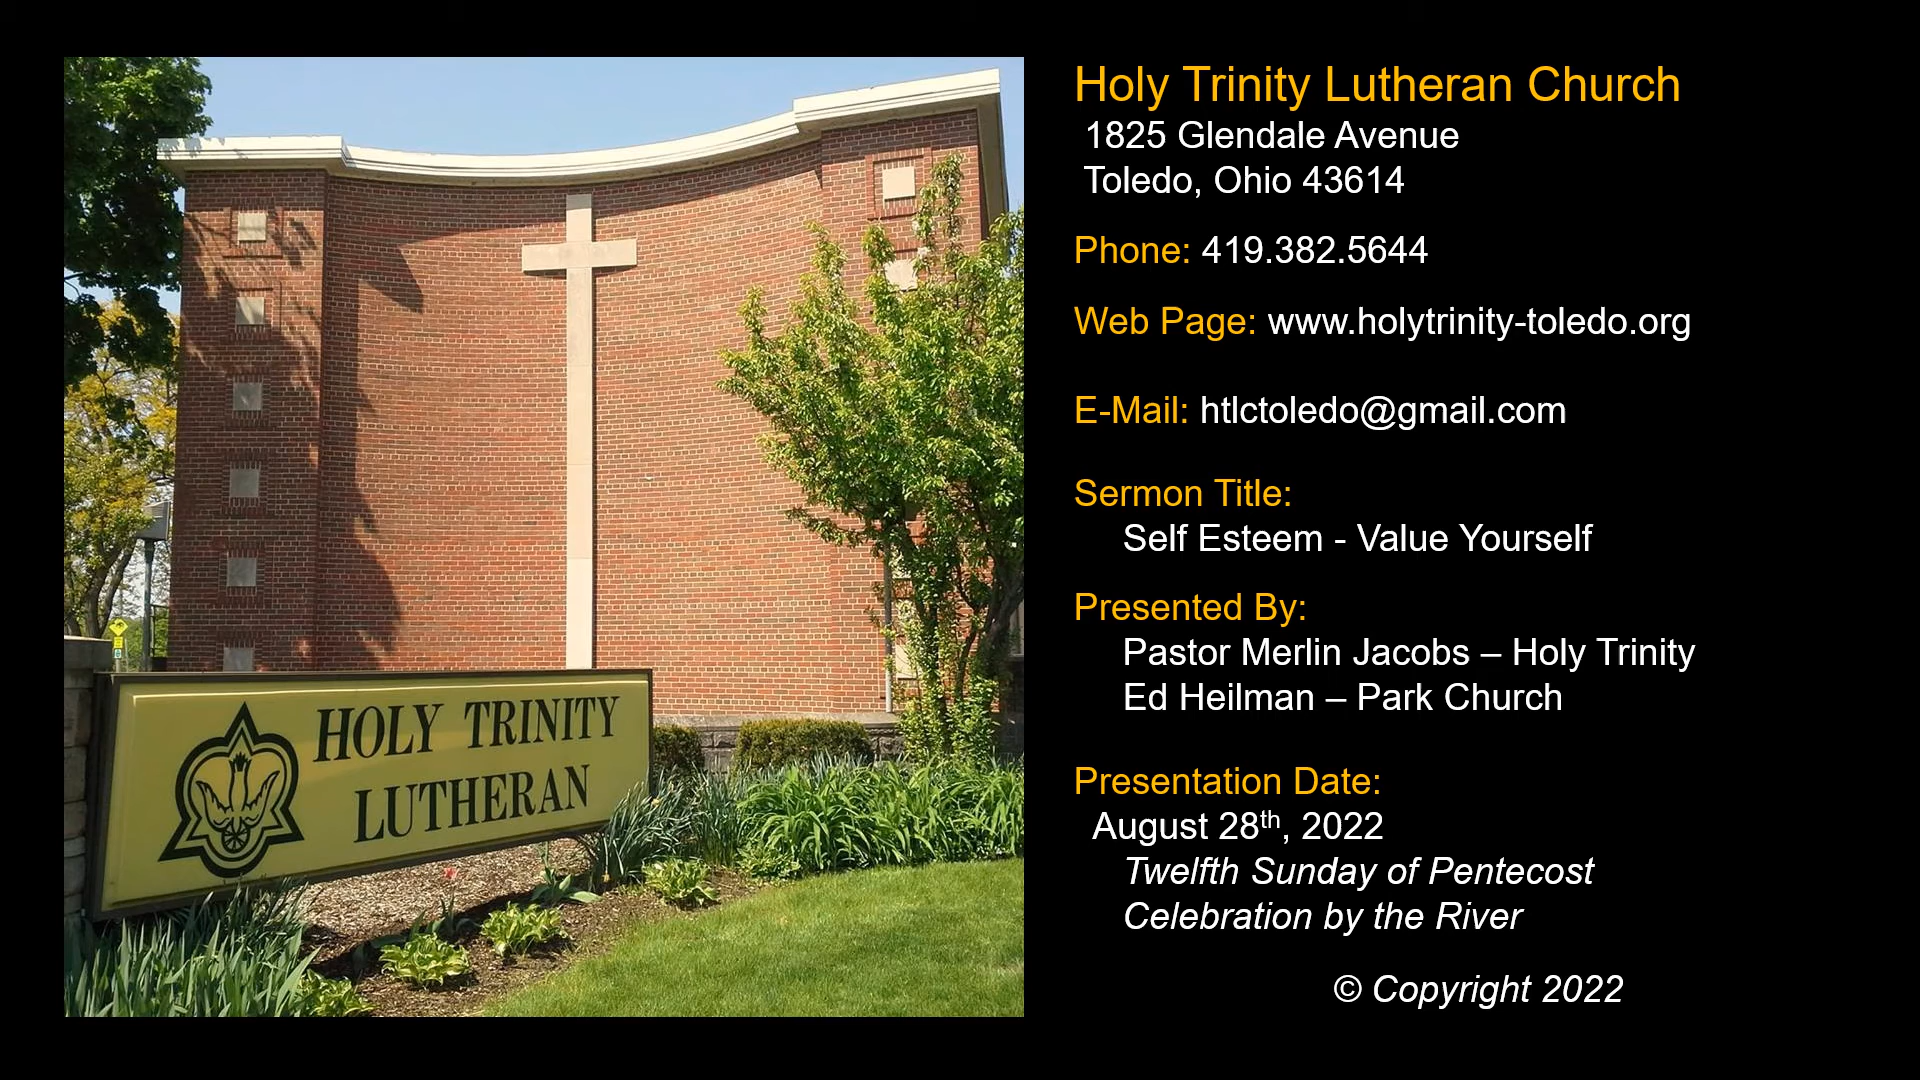 Holy Trinity Lutheran Church
1825 Glendale Avenue
Toledo, Ohio 43614
Phone: 419.382.5644
Web Page: www.holytrinity-toledo.org
E-Mail: htlctoledo@gmail.com
Sermon Title:
Self Esteem - Value Yourself
Presented By:
Pastor Merlin Jacobs – Holy Trinity
Ed Heilman – Park Church
Presentation Date:
August 28th, 2022
Twelfth Sunday of Pentecost
Celebration by the River
© Copyright 2022
HOLY TRINITY
LUTHERAN